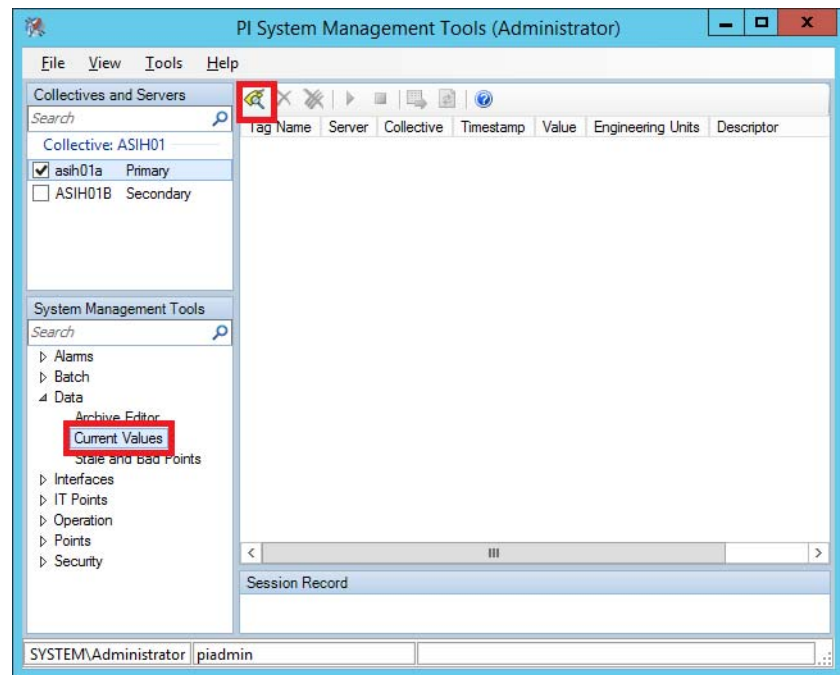 PI System Management Tools (Administrator)
File View Tools Help
Collectives and Servers
Search
Collective: ASIH01
asih01a Primary
ASIH01B Secondary
Tag Name Server Collective Timestamp Value Engineering Units Descriptor
System Management Tools
Search
Alarms
Batch
Data
Archive Editor
Current Values
Stale and Bad Points
Interfaces
IT Points
Operation
Points
Security
Session Record
SYSTEM\Administrator piadmin